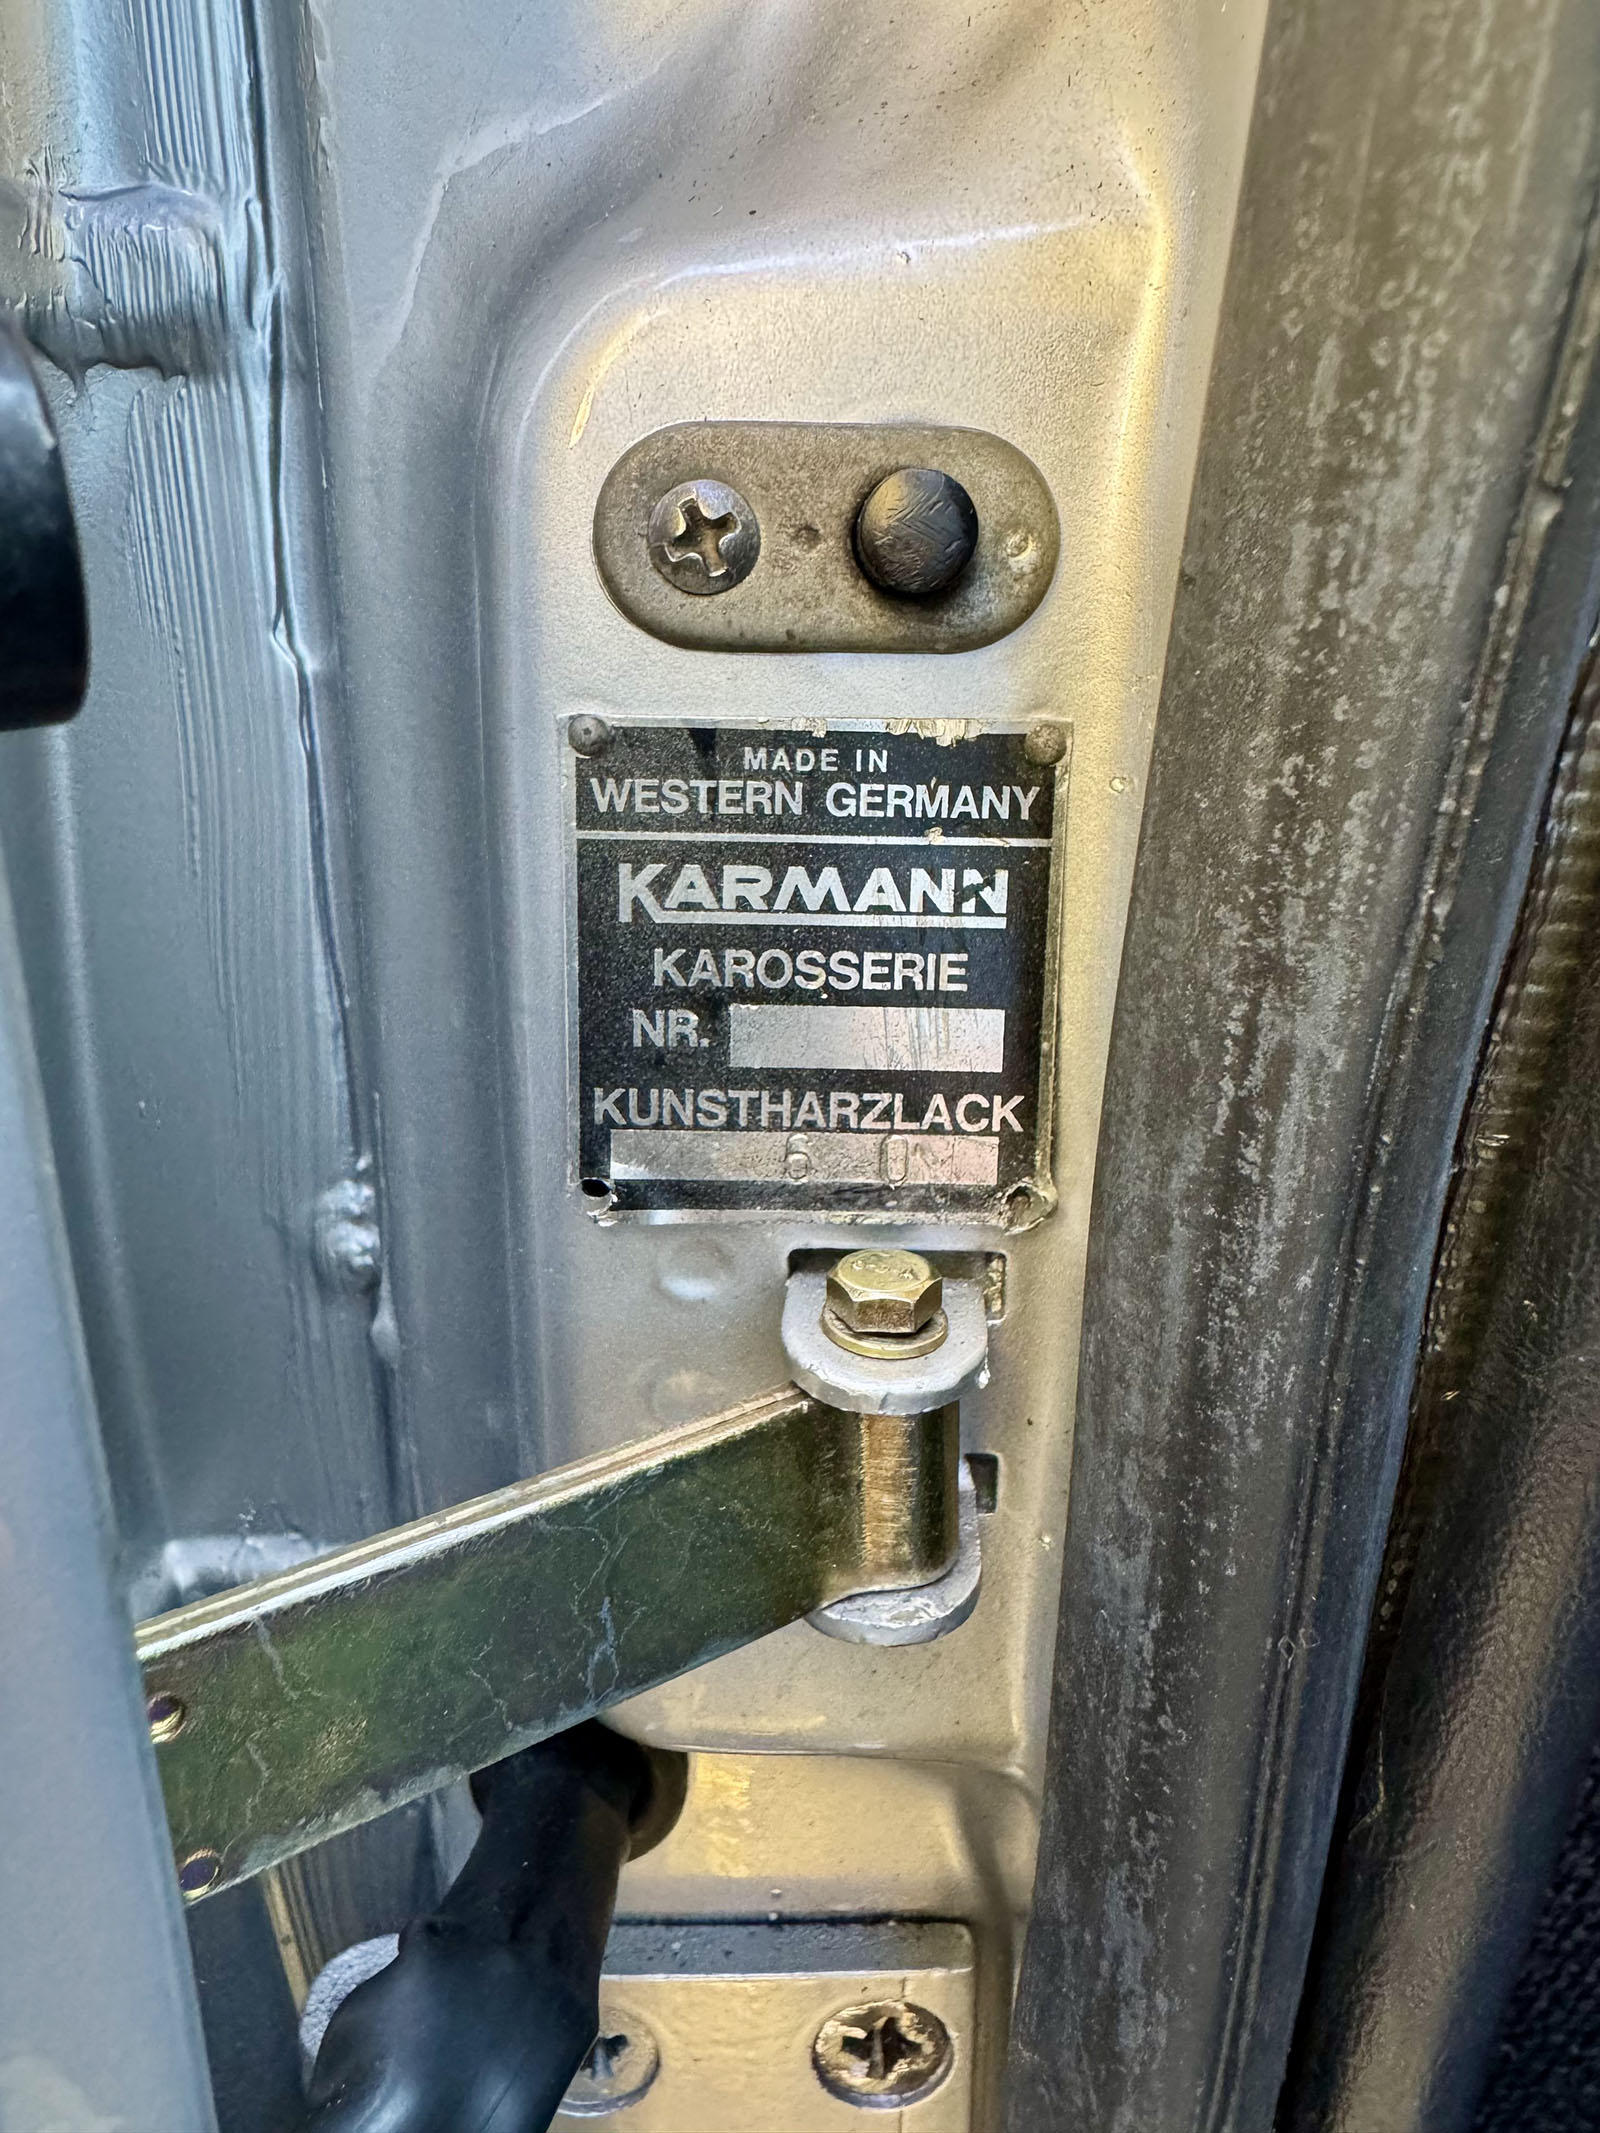 MADE IN
WESTERN GERMANY
KARMANN
KAROSSERIE
NR.
KUNSTHARZLACK
6 0